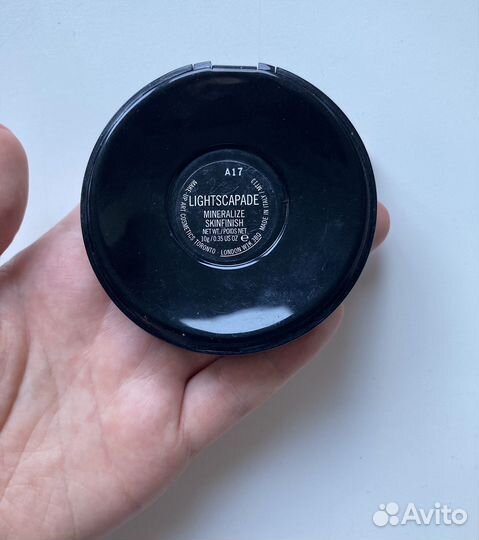 A17
LIGHTSCAPADE
MINERALIZE
SKINFINISH
NET WT./POIDS NET
10g / 0.35 US OZ e
MAKE-UP ART COSMETICS TORONTO · LONDON W1K 3BQ MADE IN ITALY
Avito